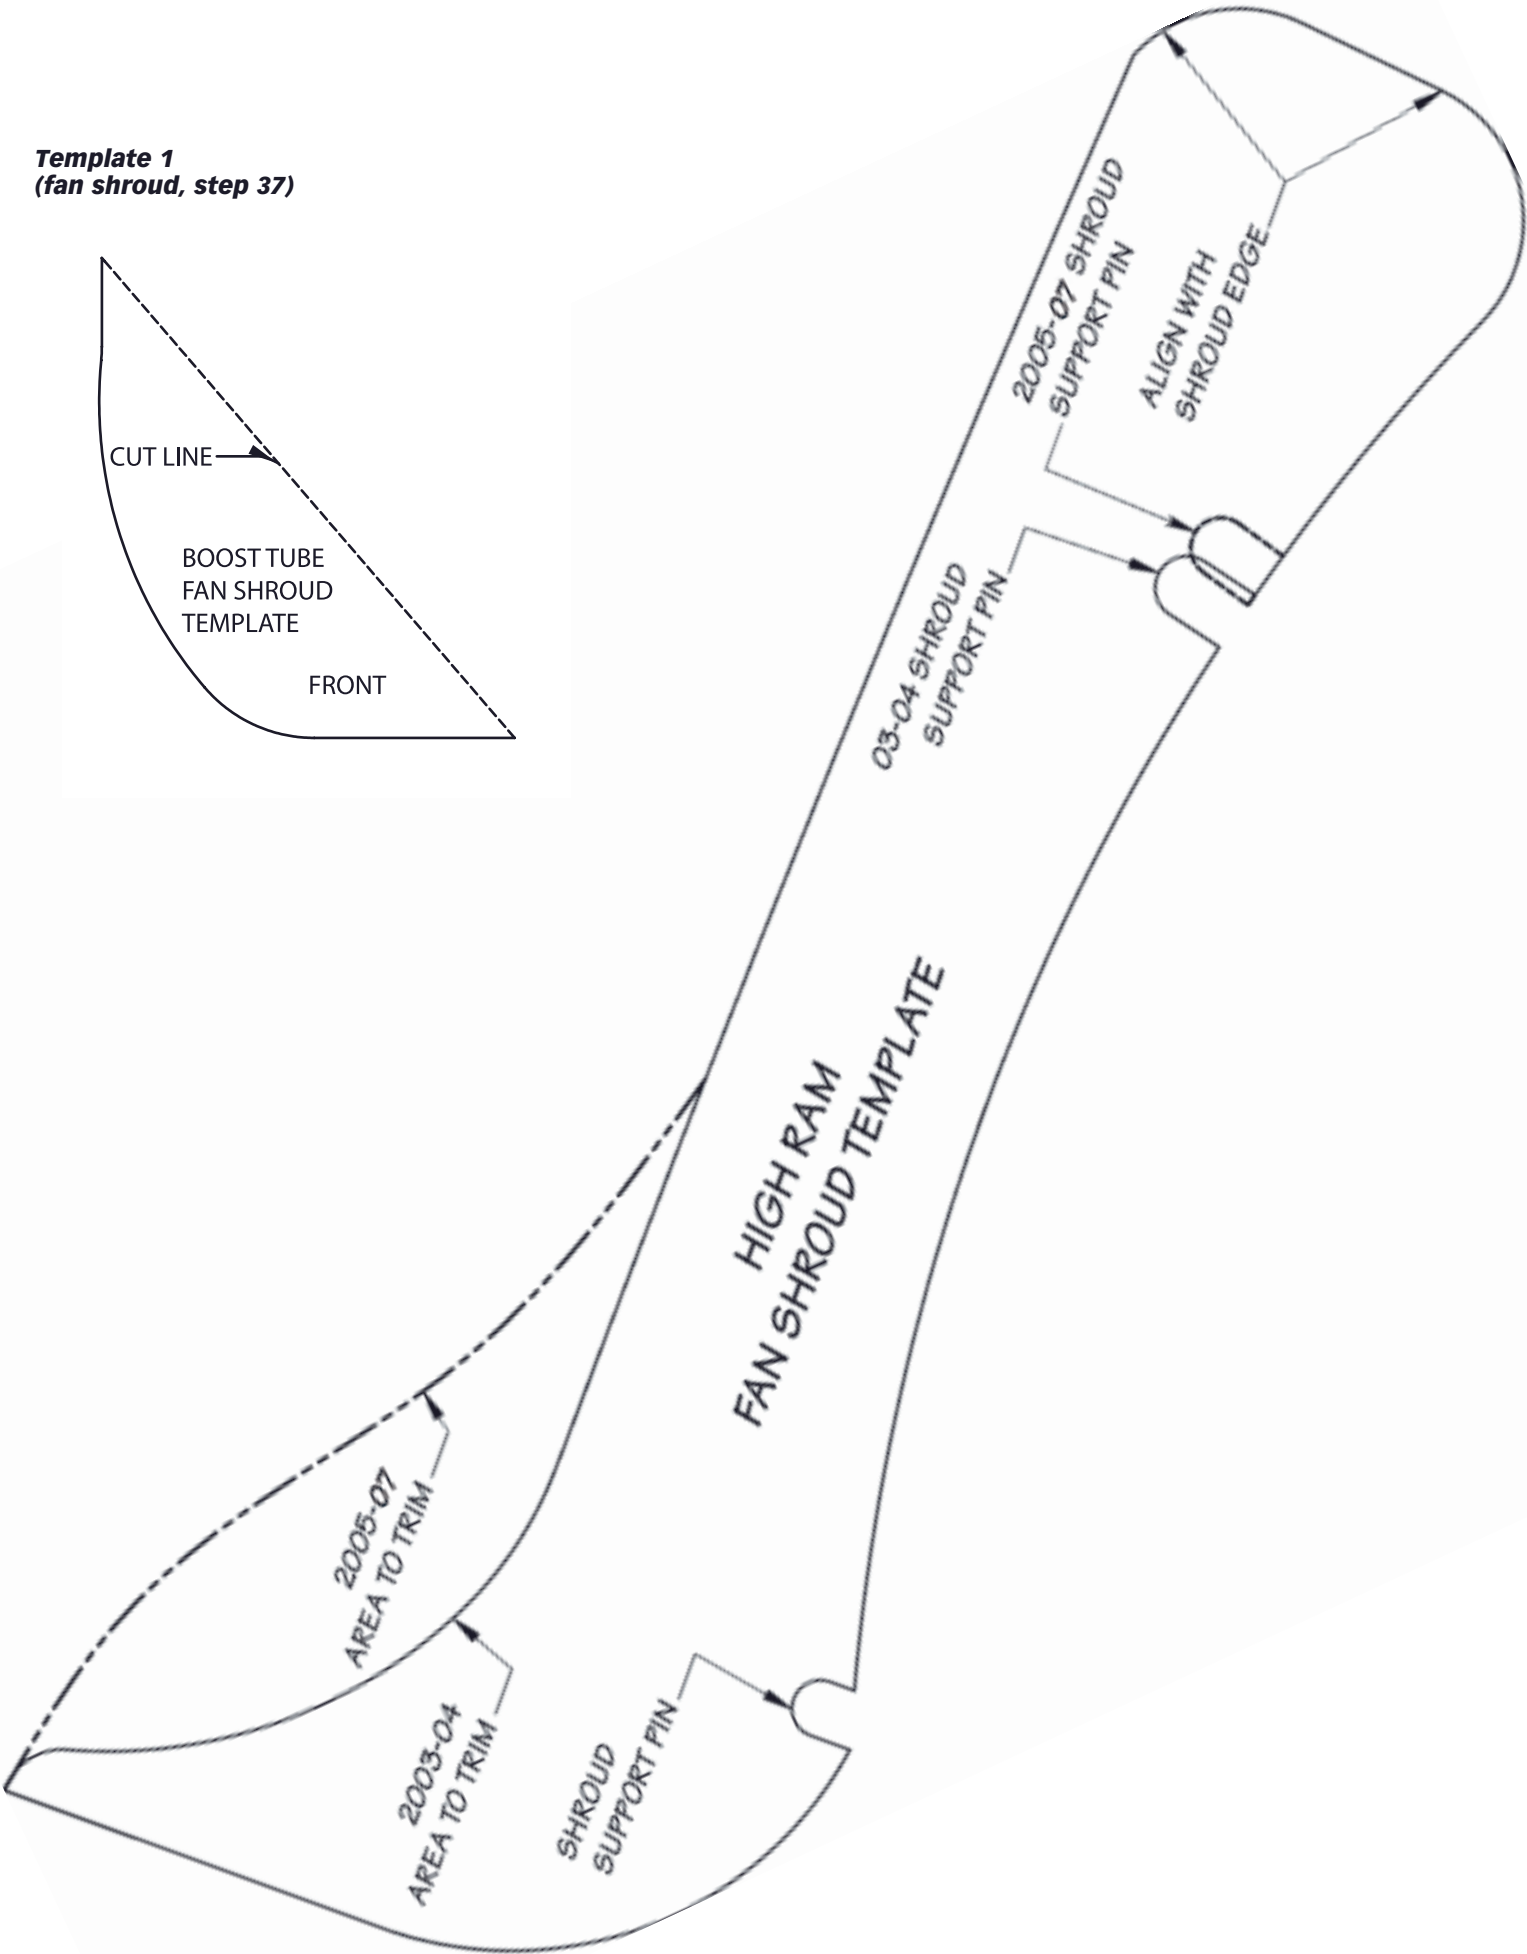 Template 1
(fan shroud, step 37)
CUT LINE
BOOST TUBE
FAN SHROUD
TEMPLATE
FRONT
2005-07 SHROUD
SUPPORT PIN
ALIGN WITH
SHROUD EDGE
03-04 SHROUD
SUPPORT PIN
HIGH RAM
FAN SHROUD TEMPLATE
2005-07
AREA TO TRIM
2003-04
AREA TO TRIM
SHROUD
SUPPORT PIN